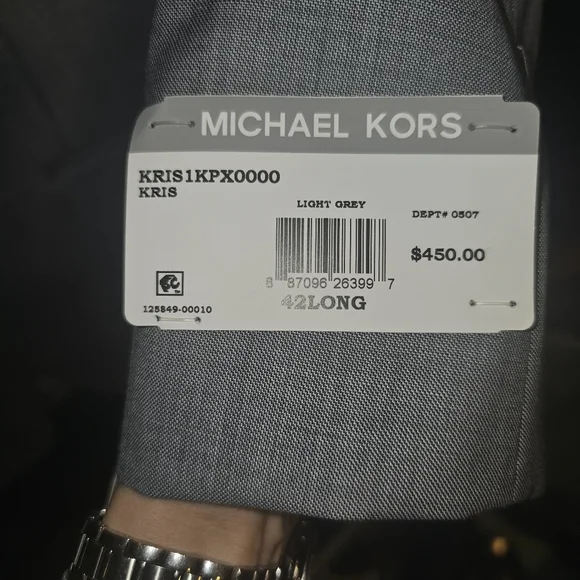 MICHAEL KORS
KRIS1KPX0000
KRIS
LIGHT GREY
DEPT# 0507
$450.00
8 87096 26399 7
42LONG
125849-00010